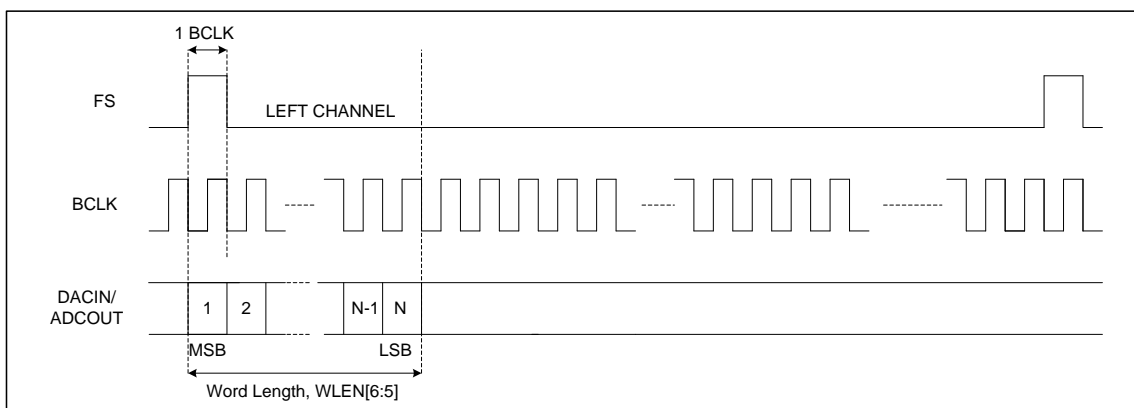 1 BCLK
FS
LEFT CHANNEL
BCLK
DACIN/
ADCOUT
1
2
N-1
N
MSB
LSB
Word Length, WLEN[6:5]